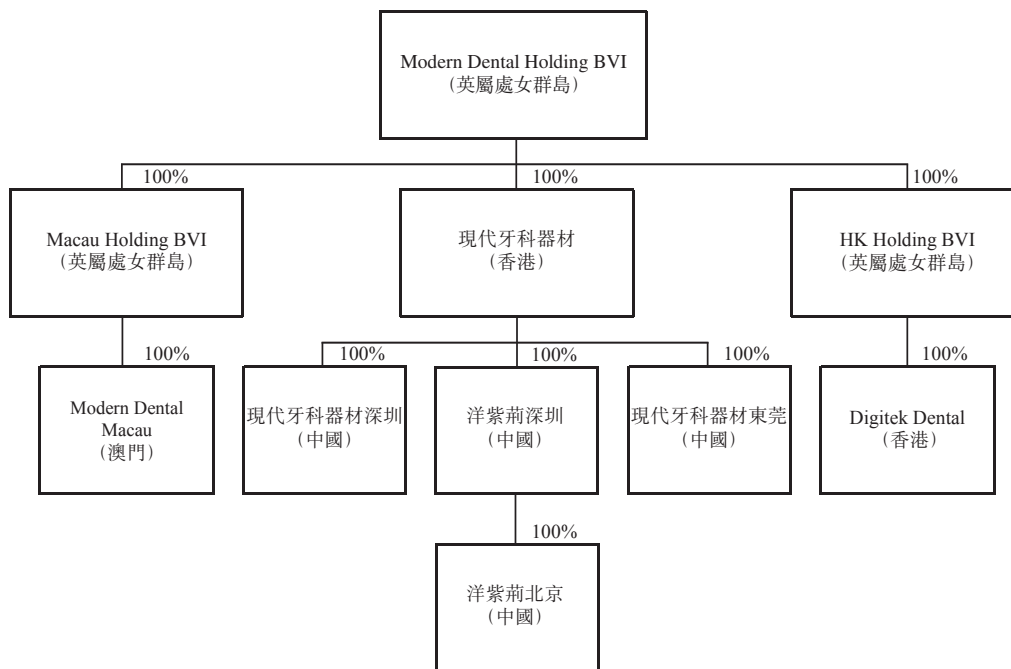 Modern Dental Holding BVI
(英屬處女群島)
100%
100%
100%
Macau Holding BVI
(英屬處女群島)
現代牙科器材
(香港)
HK Holding BVI
(英屬處女群島)
100%
100%
100%
100%
100%
Modern Dental
Macau
(澳門)
現代牙科器材深圳
(中國)
洋紫荊深圳
(中國)
現代牙科器材東莞
(中國)
Digitek Dental
(香港)
100%
洋紫荊北京
(中國)